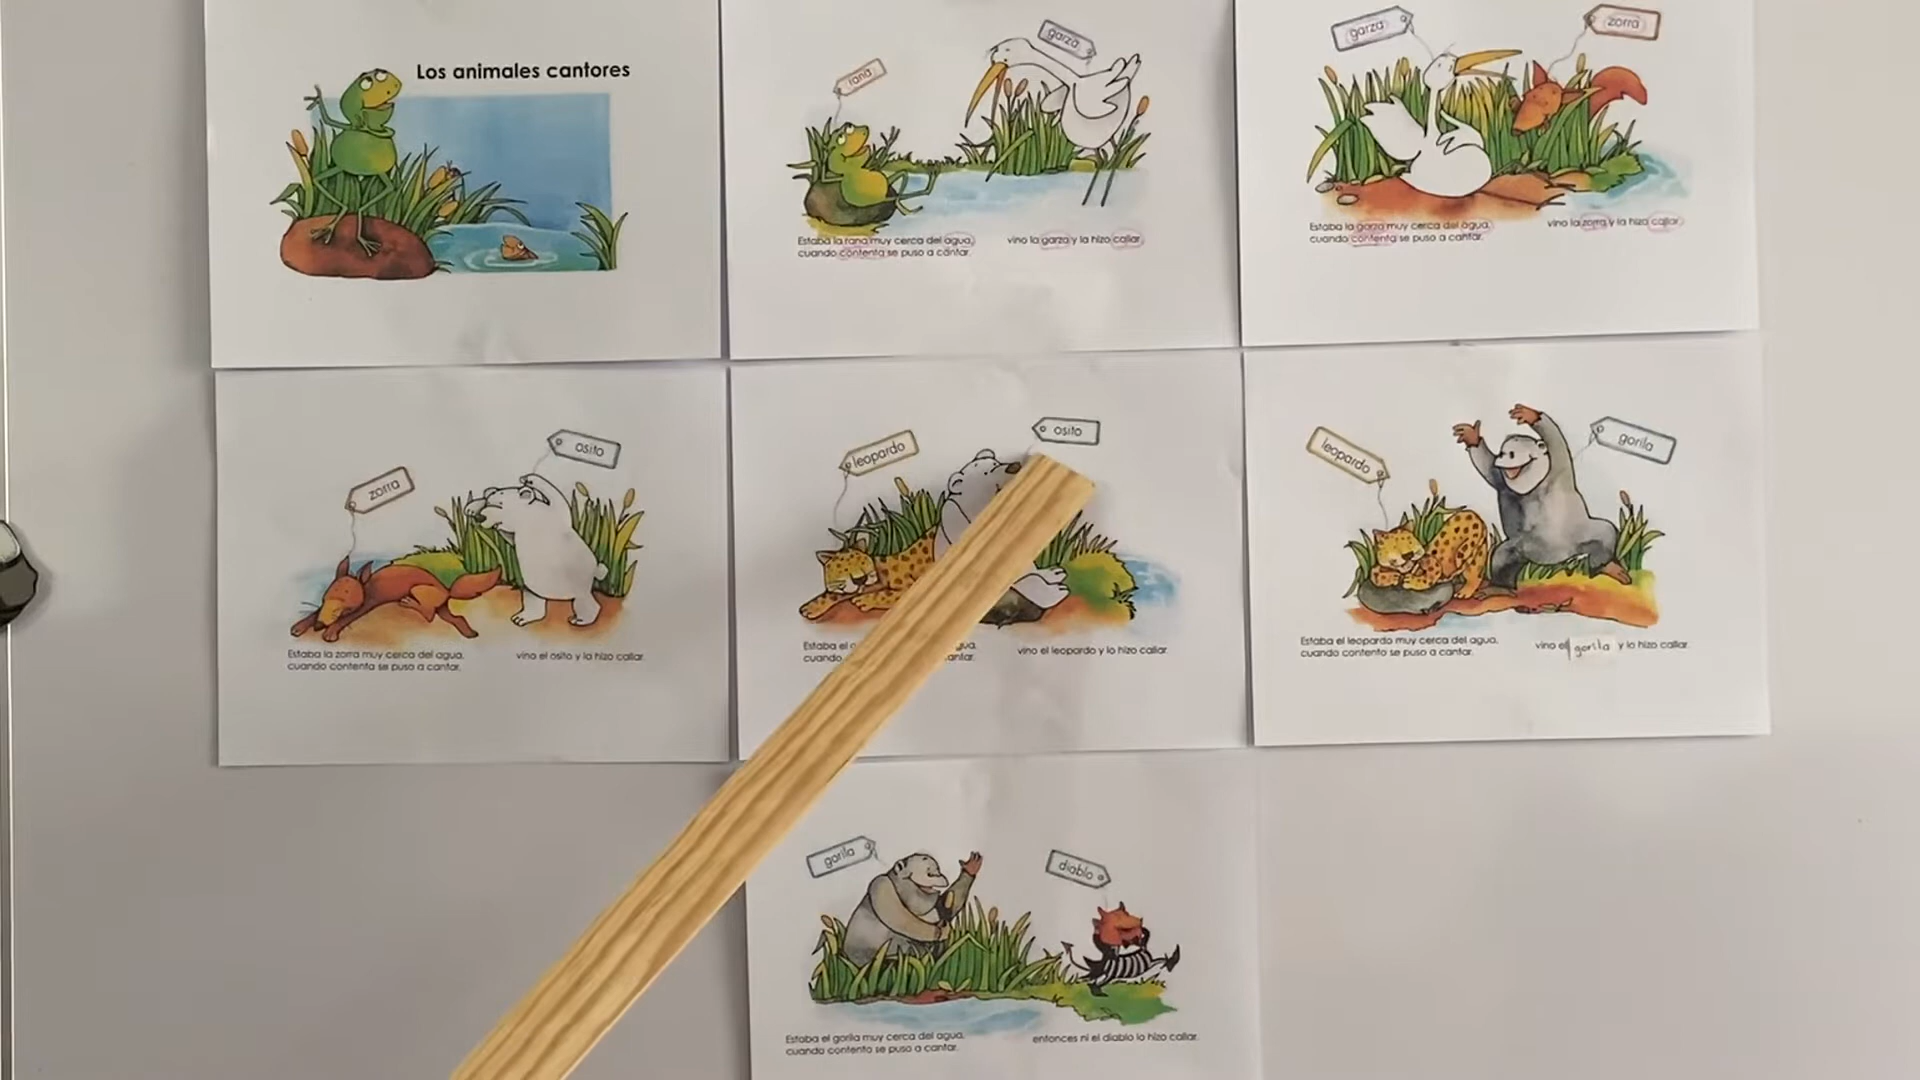 Los animales cantores
rana
garza
Estaba la rana muy cerca del agua,
cuando contenta se puso a cantar,
vino la garza y la hizo callar.
garza
zorra
Estaba la garza muy cerca del agua,
cuando contenta se puso a cantar,
vino la zorra y la hizo callar.
zorra
osito
Estaba la zorra muy cerca del agua,
cuando contenta se puso a cantar,
vino el osito y la hizo callar.
leopardo
osito
Estaba el
cuando
vino el leopardo y lo hizo callar.
leopardo
gorila
Estaba el leopardo muy cerca del agua,
cuando contento se puso a cantar,
vino el gorila y lo hizo callar.
gorila
diablo
Estaba el gorila muy cerca del agua,
cuando contento se puso a cantar,
entonces ni el diablo lo hizo callar.